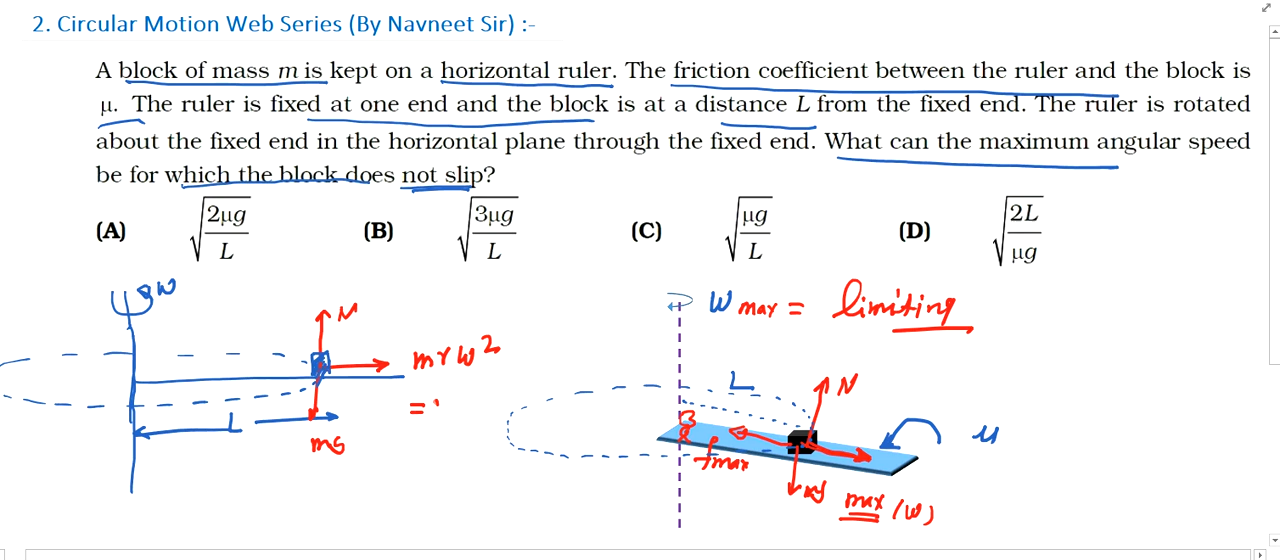 2. Circular Motion Web Series (By Navneet Sir) :-
A block of mass m is kept on a horizontal ruler. The friction coefficient between the ruler and the block is
μ. The ruler is fixed at one end and the block is at a distance L from the fixed end. The ruler is rotated
about the fixed end in the horizontal plane through the fixed end. What can the maximum angular speed
be for which the block does not slip?
(A) √(2μg/L) (B) √(3μg/L) (C) √(μg/L) (D) √(2L/μg)
ω
ω max = limiting
N
m r ω²
= 
L
mg
L
N
μ
fmax
mg
max (ω)